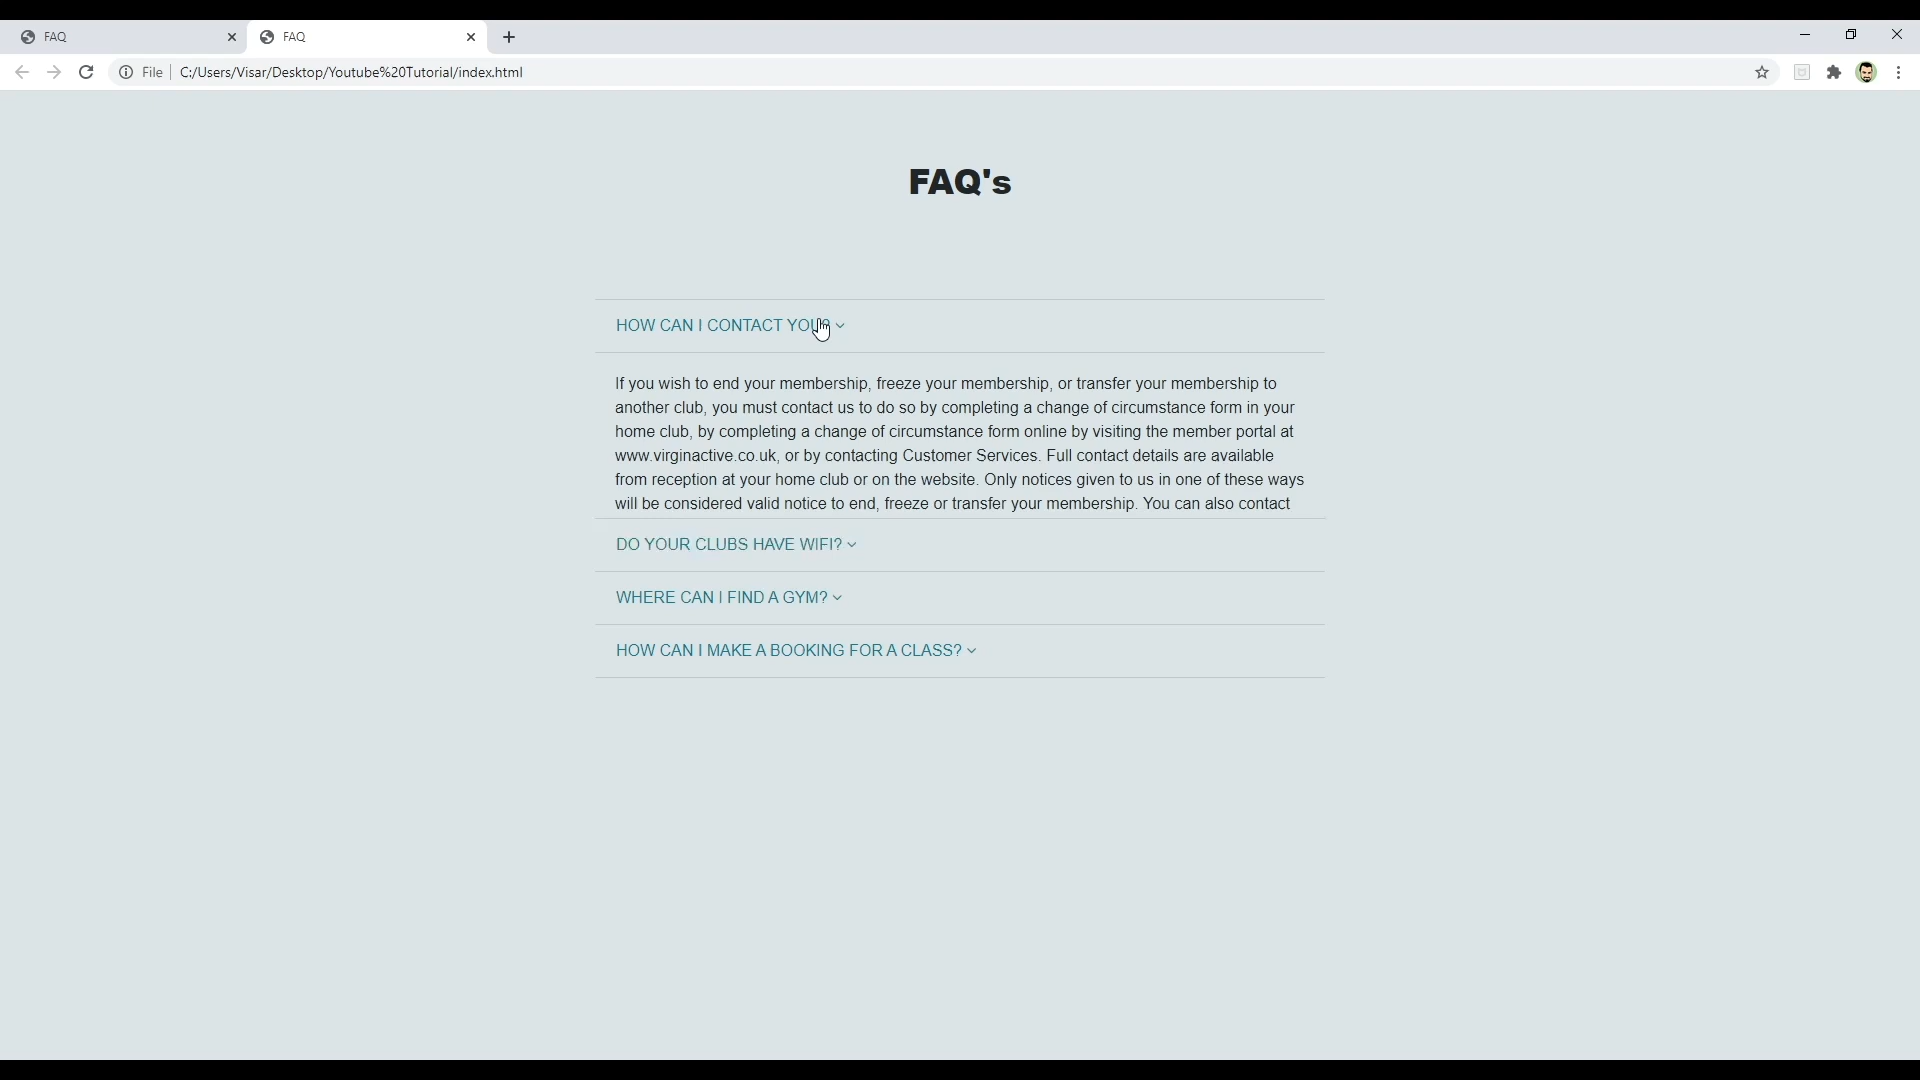 FAQ
FAQ
File
C:/Users/Visar/Desktop/Youtube%20Tutorial/index.html
FAQ's
HOW CAN I CONTACT YOU?
If you wish to end your membership, freeze your membership, or transfer your membership to
another club, you must contact us to do so by completing a change of circumstance form in your
home club, by completing a change of circumstance form online by visiting the member portal at
www.virginactive.co.uk, or by contacting Customer Services. Full contact details are available
from reception at your home club or on the website. Only notices given to us in one of these ways
will be considered valid notice to end, freeze or transfer your membership. You can also contact
DO YOUR CLUBS HAVE WIFI?
WHERE CAN I FIND A GYM?
HOW CAN I MAKE A BOOKING FOR A CLASS?